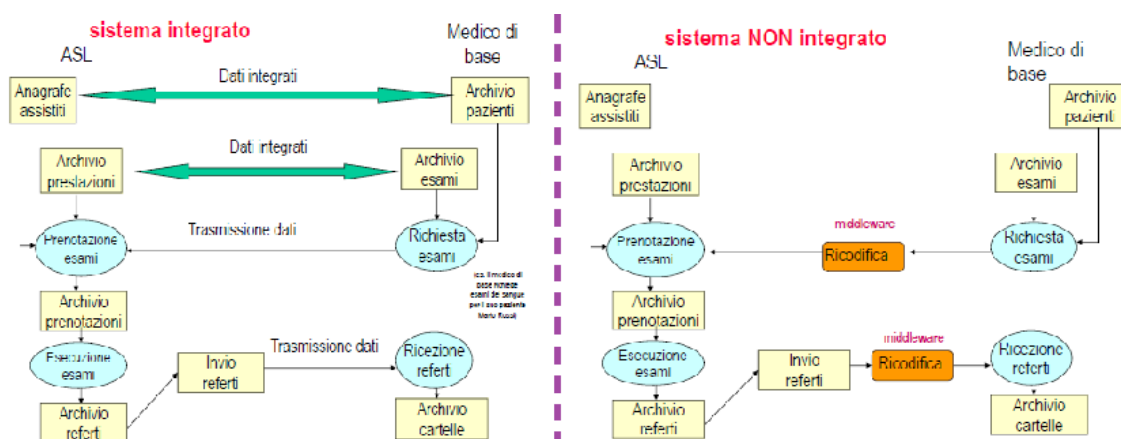 sistema integrato
ASL
Medico di
base
Dati integrati
Anagrafe
assistiti
Archivio
pazienti
Dati integrati
Archivio
prestazioni
Archivio
esami
Trasmissione dati
Prenotazione
esami
Richiesta
esami
Archivio
prenotazioni
Esecuzione
esami
Invio
referti
Trasmissione dati
Ricezione
referti
Archivio
referti
Archivio
cartelle
sistema NON integrato
ASL
Medico di
base
Anagrafe
assistiti
Archivio
pazienti
Archivio
prestazioni
Archivio
esami
middleware
Prenotazione
esami
Ricodifica
Richiesta
esami
Archivio
prenotazioni
middleware
Esecuzione
esami
Invio
referti
Ricodifica
Ricezione
referti
Archivio
referti
Archivio
cartelle